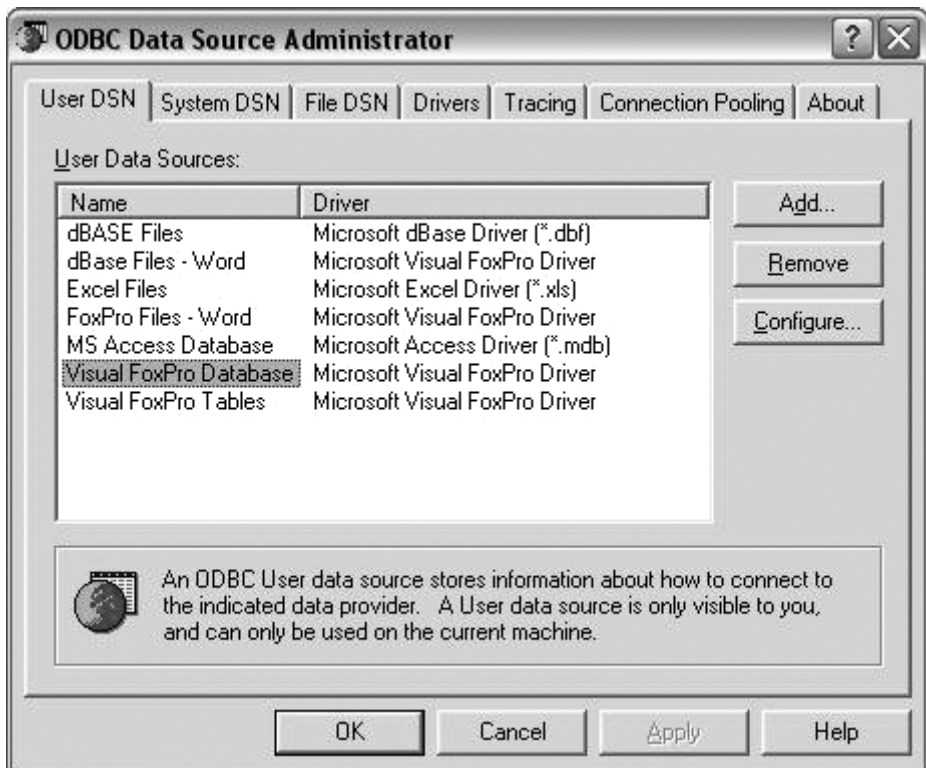 ODBC Data Source Administrator
User DSN System DSN File DSN Drivers Tracing Connection Pooling About
User Data Sources:
Name Driver
dBASE Files Microsoft dBase Driver (*.dbf)
dBase Files - Word Microsoft Visual FoxPro Driver
Excel Files Microsoft Excel Driver (*.xls)
FoxPro Files - Word Microsoft Visual FoxPro Driver
MS Access Database Microsoft Access Driver (*.mdb)
Visual FoxPro Database Microsoft Visual FoxPro Driver
Visual FoxPro Tables Microsoft Visual FoxPro Driver
Add...
Remove
Configure...
An ODBC User data source stores information about how to connect to
the indicated data provider. A User data source is only visible to you,
and can only be used on the current machine.
OK Cancel Apply Help